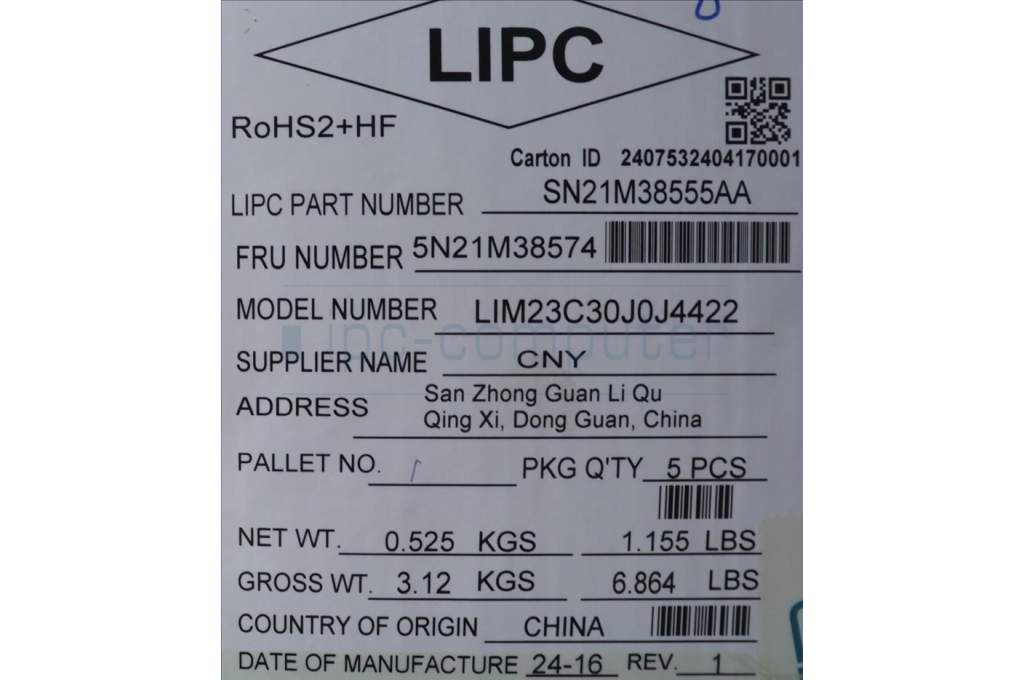 LIPC
RoHS2+HF
Carton ID 2407532404170001
LIPC PART NUMBER SN21M38555AA
FRU NUMBER 5N21M38574
MODEL NUMBER LIM23C30J0J4422
ipc-computer
SUPPLIER NAME CNY
ADDRESS San Zhong Guan Li Qu
Qing Xi, Dong Guan, China
PALLET NO. 1 PKG Q'TY 5 PCS
NET WT. 0.525 KGS 1.155 LBS
GROSS WT. 3.12 KGS 6.864 LBS
COUNTRY OF ORIGIN CHINA
DATE OF MANUFACTURE 24-16 REV. 1